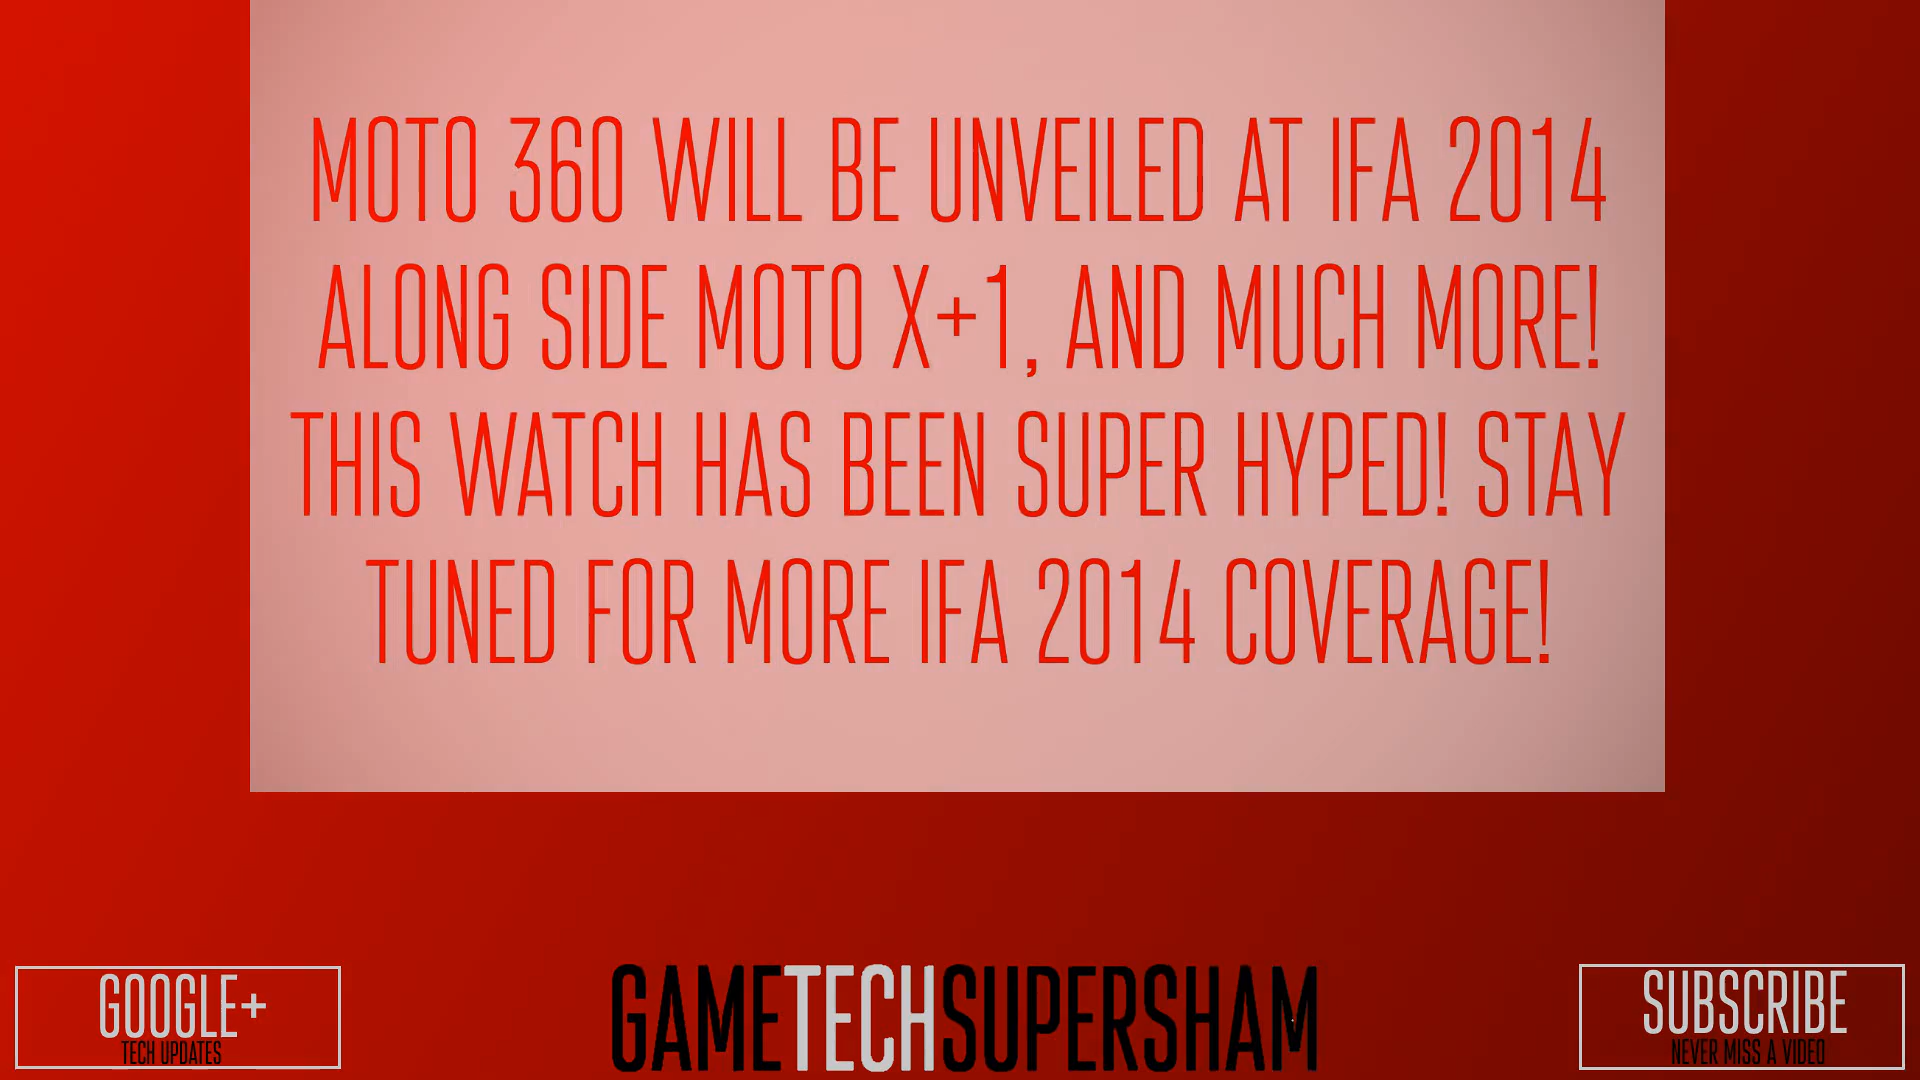 MOTO 360 WILL BE UNVEILED AT IFA 2014
ALONG SIDE MOTO X+1, AND MUCH MORE!
THIS WATCH HAS BEEN SUPER HYPED! STAY
TUNED FOR MORE IFA 2014 COVERAGE!
GOOGLE+
TECH UPDATES
GAMETECHSUPERSHAM
SUBSCRIBE
NEVER MISS A VIDEO